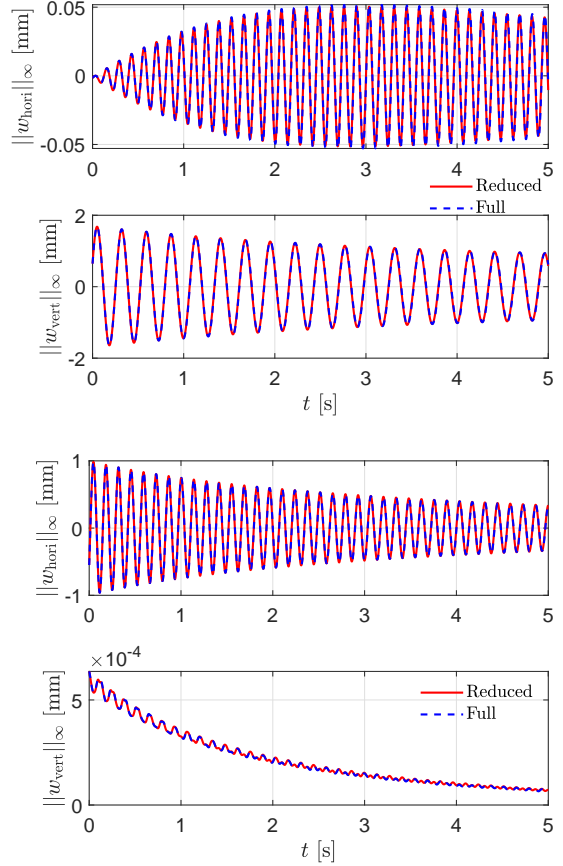 0.05
0
-0.05
||w_hori||_∞ [mm]
0 1 2 3 4 5
Reduced
Full
2
0
-2
||w_vert||_∞ [mm]
0 1 2 3 4 5
t [s]
1
0
-1
||w_hori||_∞ [mm]
0 1 2 3 4 5
×10⁻⁴
5
0
||w_vert||_∞ [mm]
Reduced
Full
0 1 2 3 4 5
t [s]